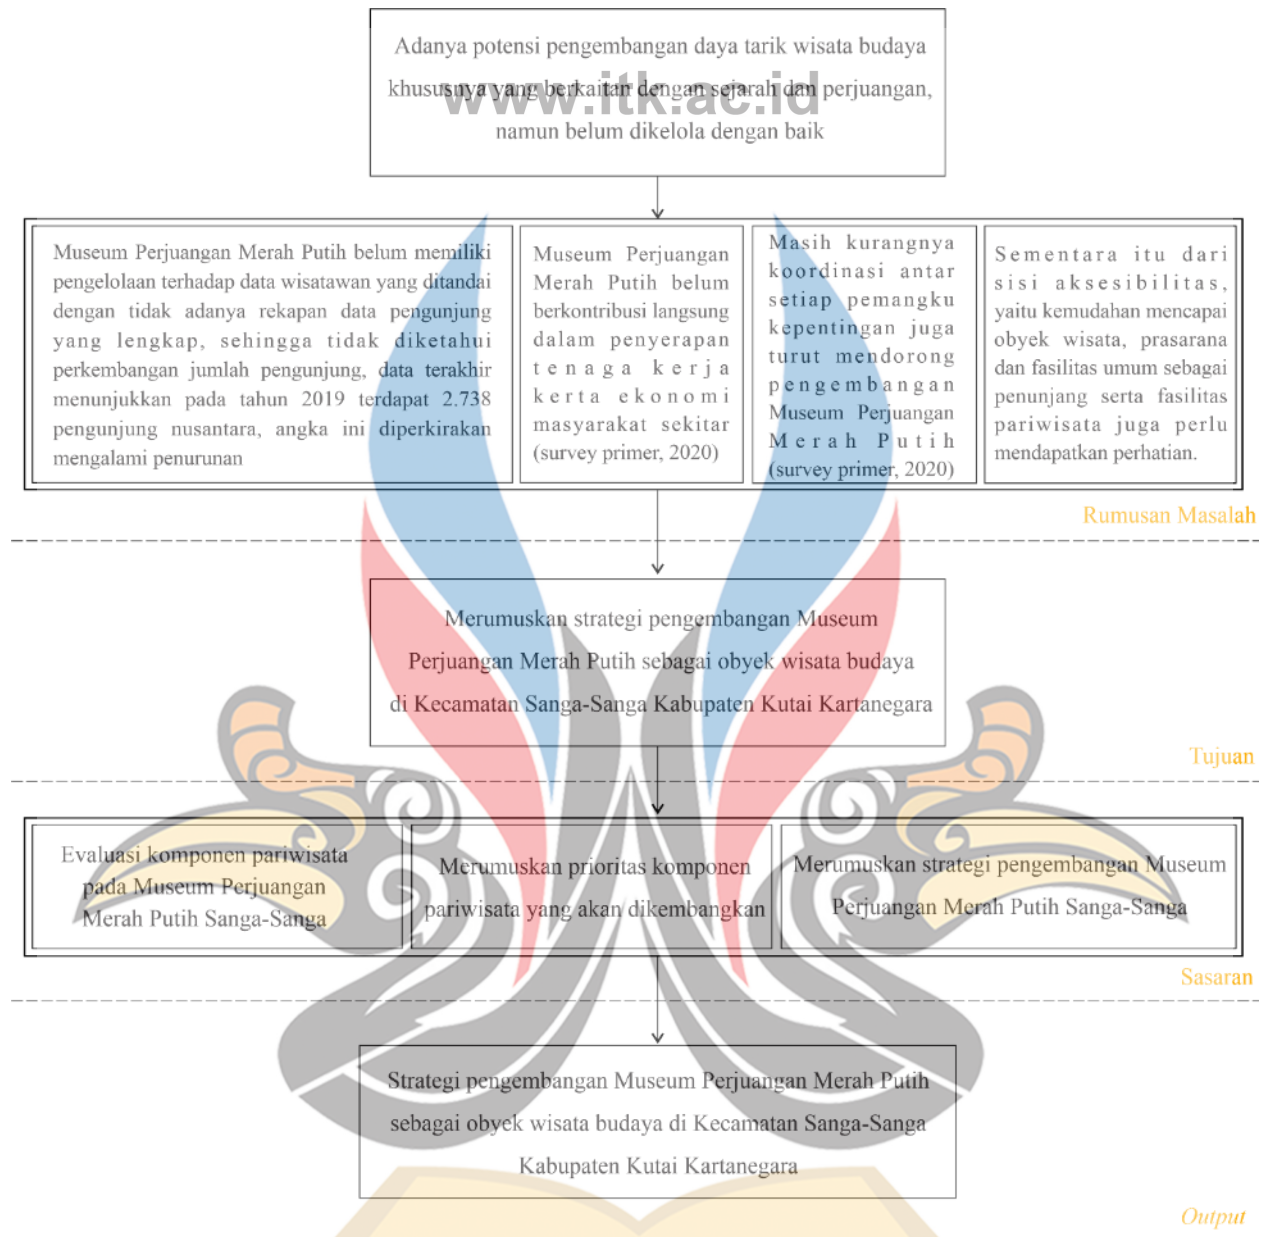 Adanya potensi pengembangan daya tarik wisata budaya
www.itk.ac.id
khususnya yang berkaitan dengan sejarah dan perjuangan,
namun belum dikelola dengan baik
Museum Perjuangan Merah Putih belum memiliki
pengelolaan terhadap data wisatawan yang ditandai
dengan tidak adanya rekapan data pengunjung
yang lengkap, sehingga tidak diketahui
perkembangan jumlah pengunjung, data terakhir
menunjukkan pada tahun 2019 terdapat 2.738
pengunjung nusantara, angka ini diperkirakan
mengalami penurunan
Museum Perjuangan
Merah Putih belum
berkontribusi langsung
dalam penyerapan
tenaga kerja
kerta ekonomi
masyarakat sekitar
(survey primer, 2020)
Masih kurangnya
koordinasi antar
setiap pemangku
kepentingan juga
turut mendorong
pengembangan
Museum Perjuangan
Merah Putih
(survey primer, 2020)
Sementara itu dari
sisi aksesibilitas,
yaitu kemudahan mencapai
obyek wisata, prasarana
dan fasilitas umum sebagai
penunjang serta fasilitas
pariwisata juga perlu
mendapatkan perhatian.
Rumusan Masalah
Merumuskan strategi pengembangan Museum
Perjuangan Merah Putih sebagai obyek wisata budaya
di Kecamatan Sanga-Sanga Kabupaten Kutai Kartanegara
Tujuan
Evaluasi komponen pariwisata
pada Museum Perjuangan
Merah Putih Sanga-Sanga
Merumuskan prioritas komponen
pariwisata yang akan dikembangkan
Merumuskan strategi pengembangan Museum
Perjuangan Merah Putih Sanga-Sanga
Sasaran
Strategi pengembangan Museum Perjuangan Merah Putih
sebagai obyek wisata budaya di Kecamatan Sanga-Sanga
Kabupaten Kutai Kartanegara
Output